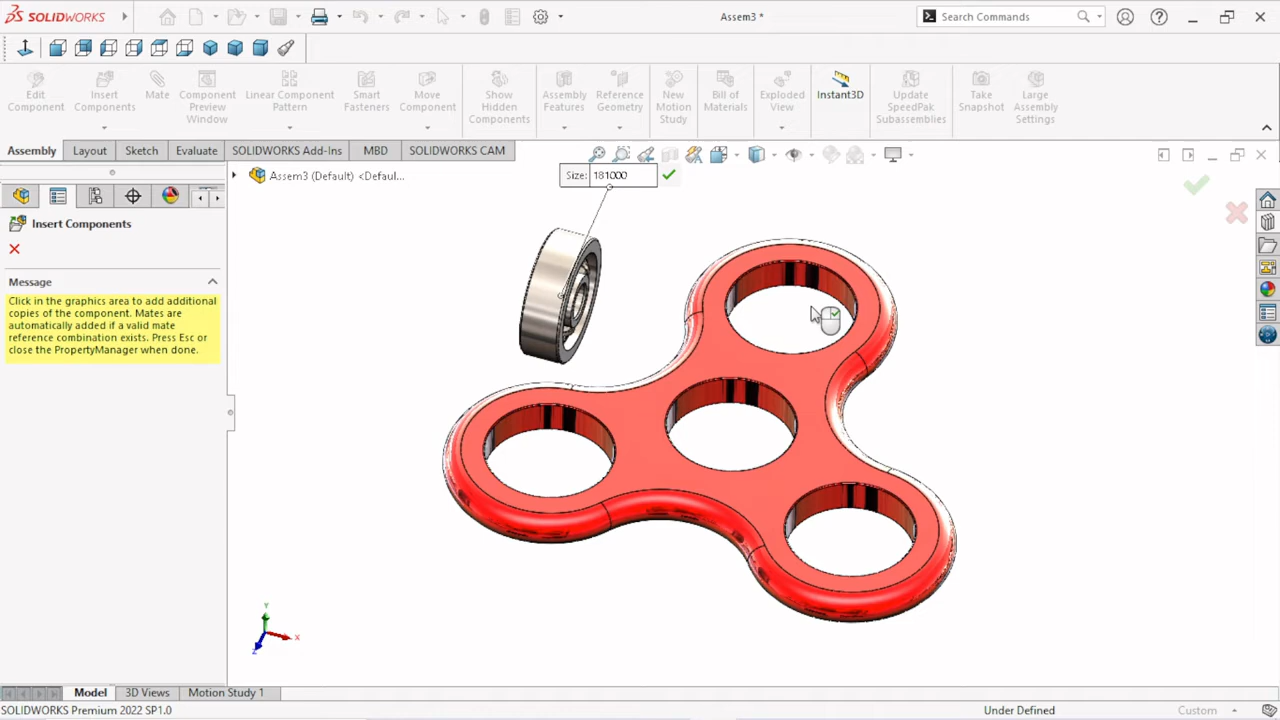 SOLIDWORKS
Assem3 *
Search Commands
Edit Component
Insert Components
Mate
Component Preview Window
Linear Component Pattern
Smart Fasteners
Move Component
Show Hidden Components
Assembly Features
Reference Geometry
New Motion Study
Bill of Materials
Exploded View
Instant3D
Update SpeedPak Subassemblies
Take Snapshot
Large Assembly Settings
Assembly
Layout
Sketch
Evaluate
SOLIDWORKS Add-Ins
MBD
SOLIDWORKS CAM
Assem3 (Default) <Defaul...
Size: 181000
Insert Components
Message
Click in the graphics area to add additional
copies of the component. Mates are
automatically added if a valid mate
reference combination exists. Press Esc or
close the PropertyManager when done.
Y
X
Z
Model
3D Views
Motion Study 1
SOLIDWORKS Premium 2022 SP1.0
Under Defined
Custom